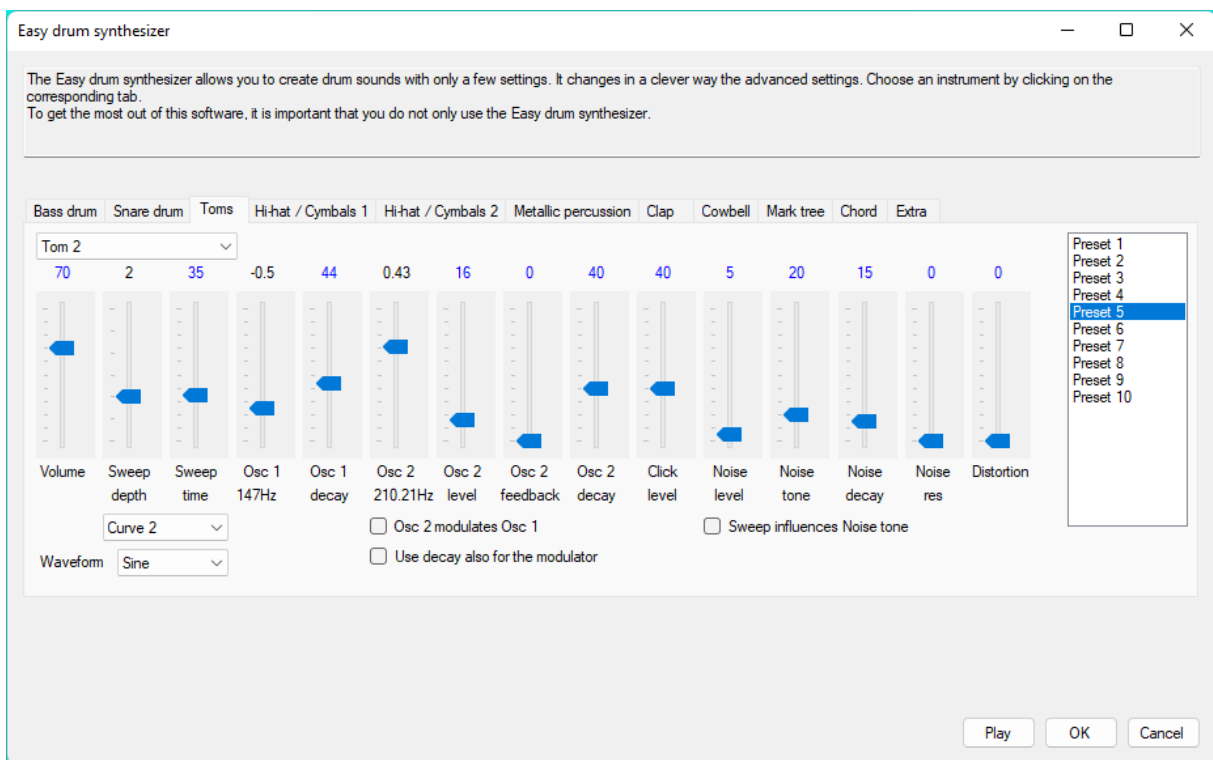 Easy drum synthesizer
The Easy drum synthesizer allows you to create drum sounds with only a few settings. It changes in a clever way the advanced settings. Choose an instrument by clicking on the
corresponding tab.
To get the most out of this software, it is important that you do not only use the Easy drum synthesizer.
Bass drum Snare drum Toms Hi-hat / Cymbals 1 Hi-hat / Cymbals 2 Metallic percussion Clap Cowbell Mark tree Chord Extra
Tom 2
70 2 35 -0.5 44 0.43 16 0 40 40 5 20 15 0 0
Volume Sweep Sweep Osc 1 Osc 1 Osc 2 Osc 2 Osc 2 Osc 2 Click Noise Noise Noise Noise Distortion
depth time 147Hz decay 210.21Hz level feedback decay level level tone decay res
Curve 2
Osc 2 modulates Osc 1
Sweep influences Noise tone
Waveform Sine
Use decay also for the modulator
Preset 1
Preset 2
Preset 3
Preset 4
Preset 5
Preset 6
Preset 7
Preset 8
Preset 9
Preset 10
Play OK Cancel